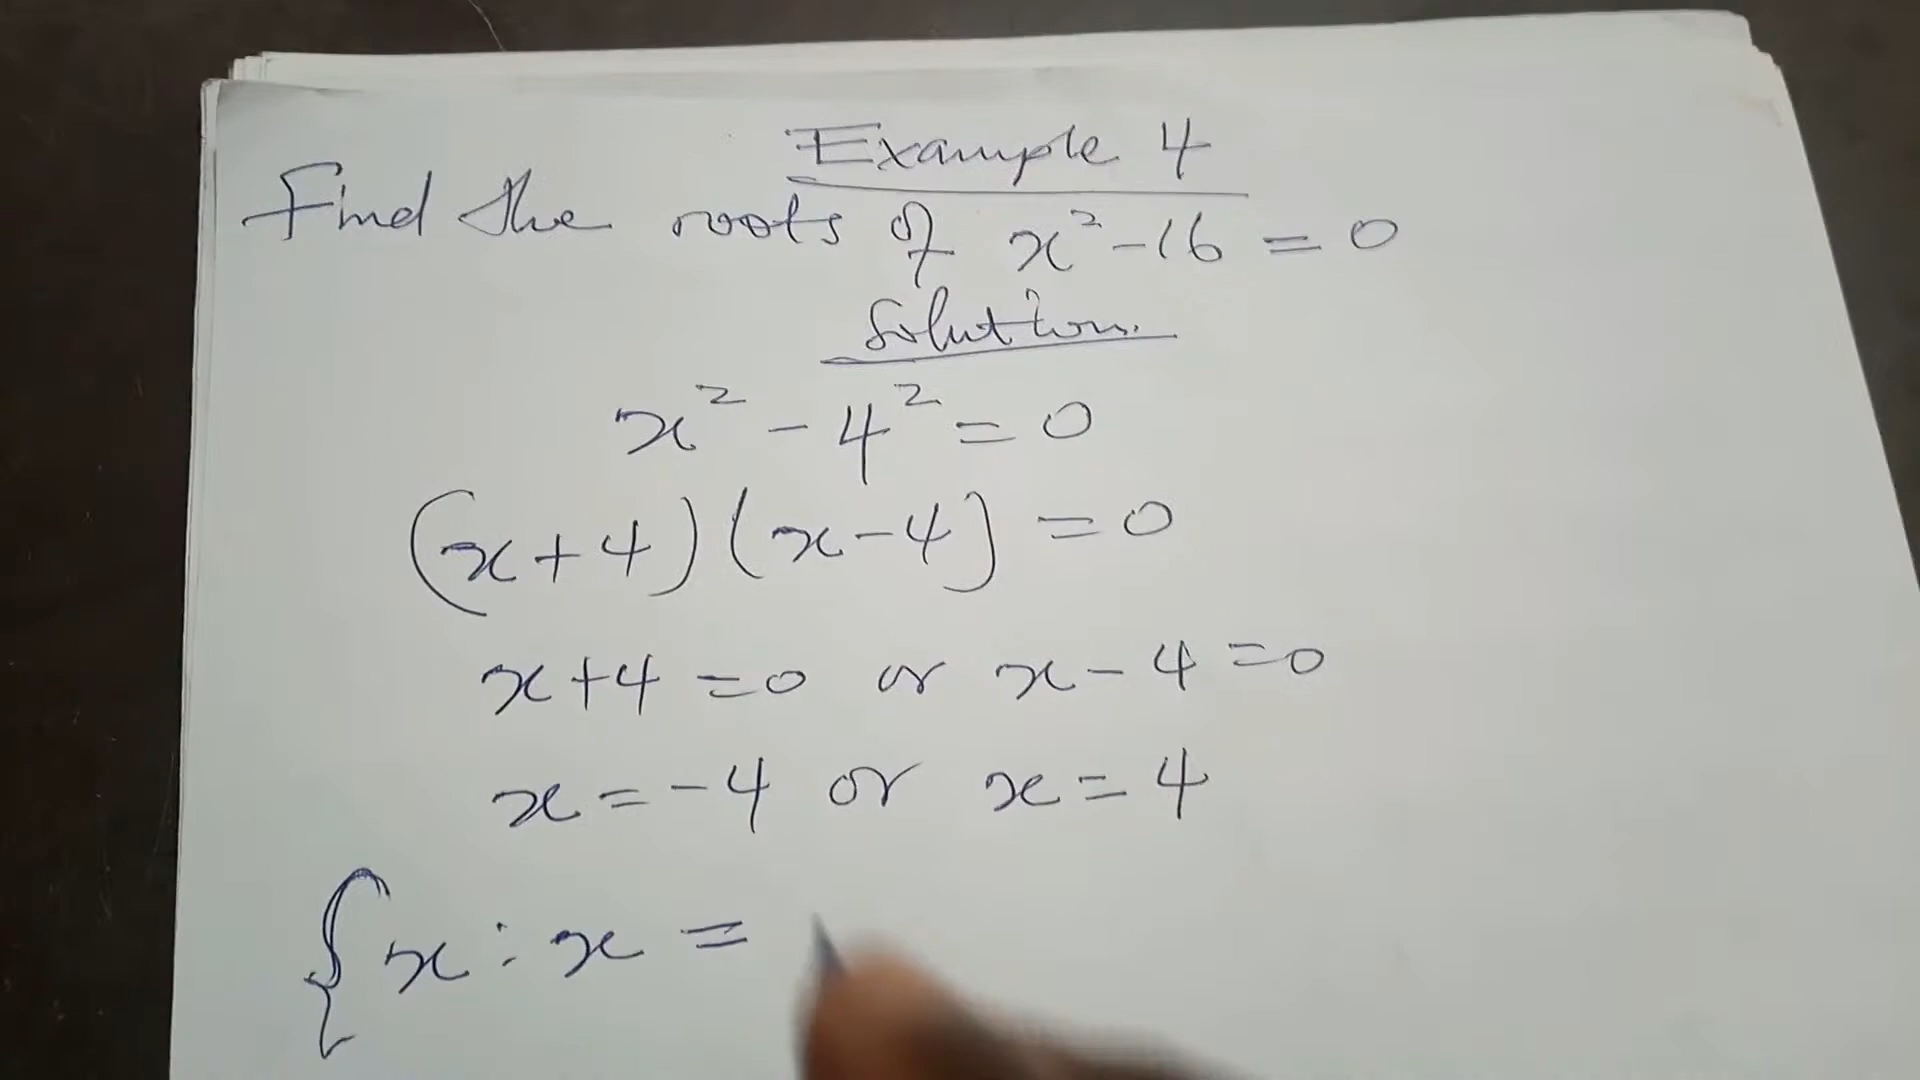 Example 4
Find the roots of x² - 16 = 0
Solution.
x² - 4² = 0
(x + 4) (x - 4) = 0
x + 4 = 0 or x - 4 = 0
x = -4 or x = 4
{x : x =